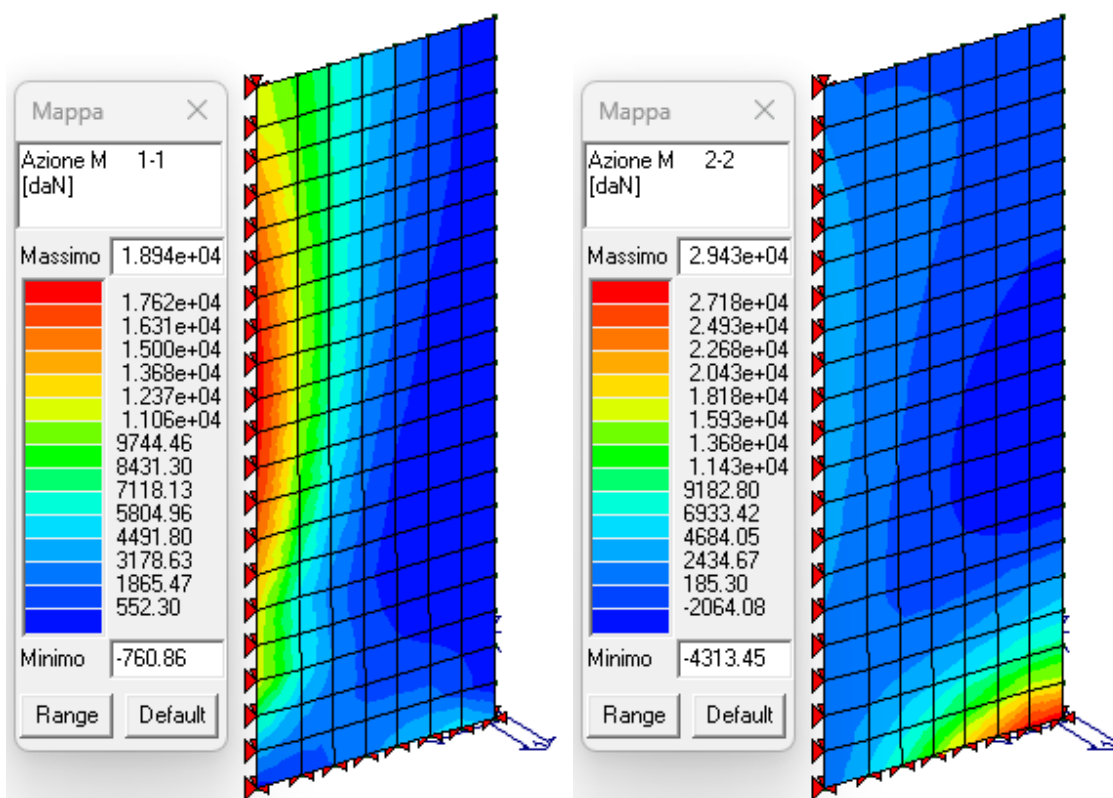 Mappa
Azione M 1-1
[daN]
Massimo 1.894e+04
1.762e+04
1.631e+04
1.500e+04
1.368e+04
1.237e+04
1.106e+04
9744.46
8431.30
7118.13
5804.96
4491.80
3178.63
1865.47
552.30
Minimo -760.86
Range Default
Mappa
Azione M 2-2
[daN]
Massimo 2.943e+04
2.718e+04
2.493e+04
2.268e+04
2.043e+04
1.818e+04
1.593e+04
1.368e+04
1.143e+04
9182.80
6933.42
4684.05
2434.67
185.30
-2064.08
Minimo -4313.45
Range Default